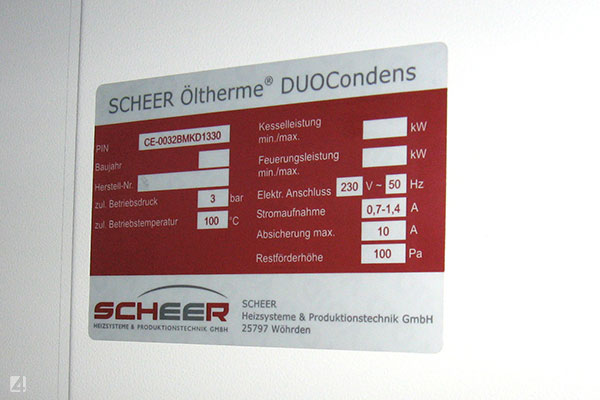 SCHEER Öltherme® DUOCondens
PIN CE-0032BMKD1330
Baujahr
Herstell-Nr.
zul. Betriebsdruck 3 bar
zul. Betriebstemperatur 100 °C
Kesselleistung
min./max. kW
Feuerungsleistung
min./max. kW
Elektr. Anschluss 230 V ~ 50 Hz
Stromaufnahme 0,7-1,4 A
Absicherung max. 10 A
Restförderhöhe 100 Pa
SCHEER
HEIZSYSTEME & PRODUKTIONSTECHNIK GMBH
SCHEER
Heizsysteme & Produktionstechnik GmbH
25797 Wöhrden